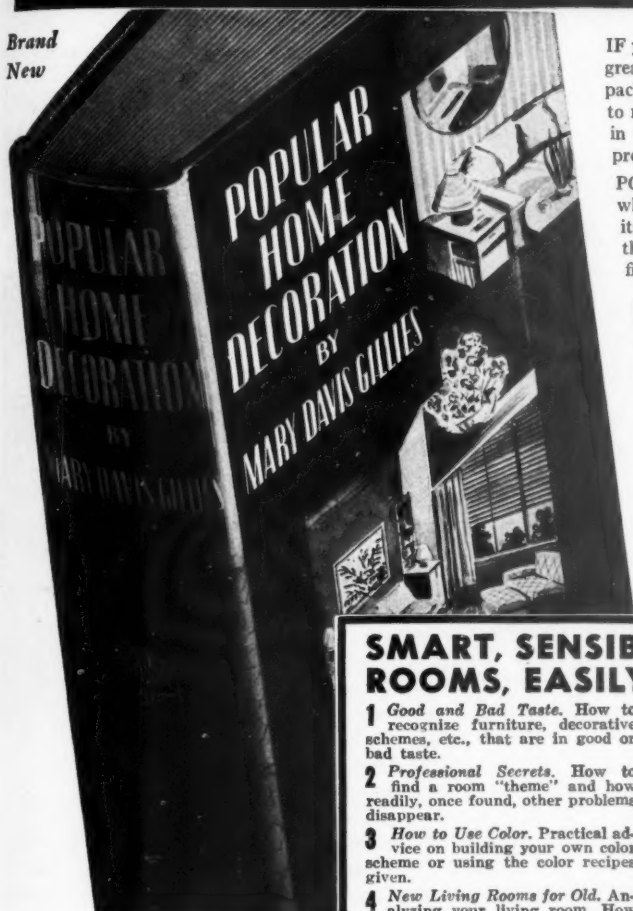 Brand
New
POPULAR
HOME
DECORATION
BY
MARY DAVIS GILLIES
POPULAR
HOME
DECORATION
BY
MARY DAVIS GILLIES
IF
grea
pac
to
in
pr
PO
wh
it
th
fi
SMART, SENSIB
ROOMS, EASILY
1 Good and Bad Taste. How to
recognize furniture, decorative
schemes, etc., that are in good or
bad taste.
2 Professional Secrets. How to
find a room "theme" and how
readily, once found, other problems
disappear.
3 How to Use Color. Practical ad-
vice on building your own color
scheme or using the color recipes
given.
4 New Living Rooms for Old. An-
alyzing your living room. How